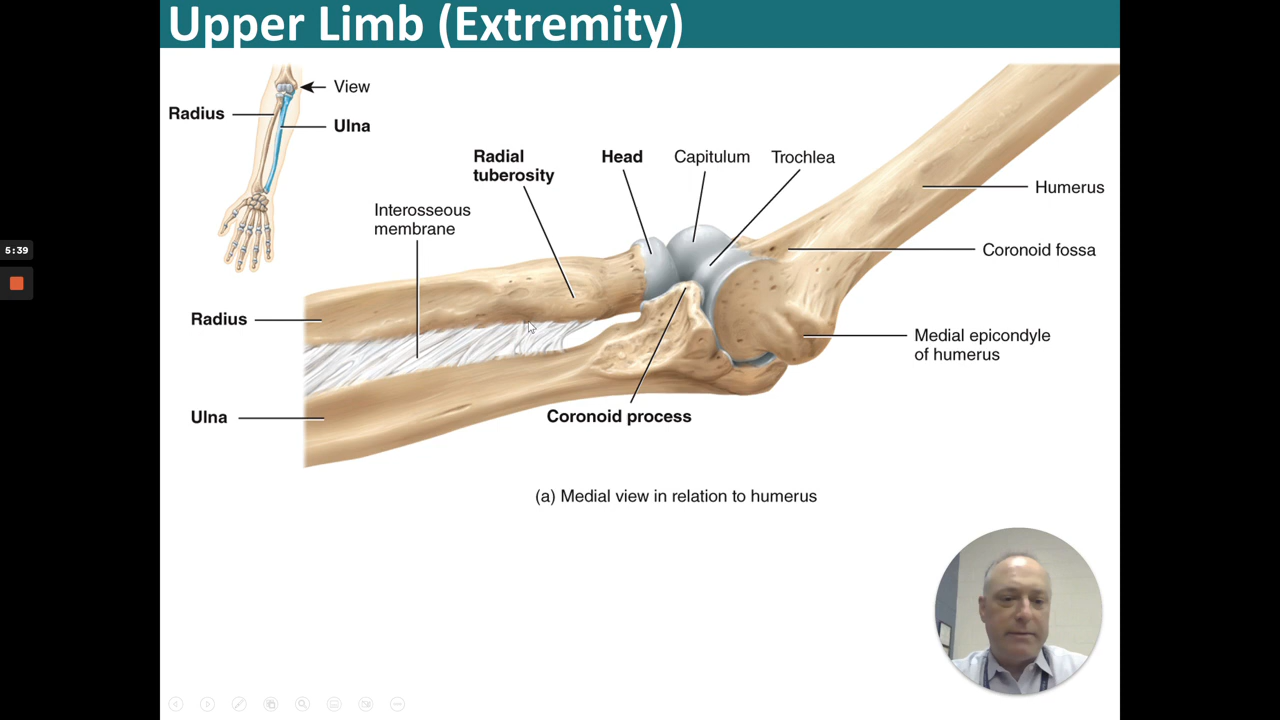 Upper Limb (Extremity)
View
Radius
Ulna
Radial
tuberosity
Head
Capitulum
Trochlea
Interosseous
membrane
Humerus
Coronoid fossa
5:39
Radius
Medial epicondyle
of humerus
Ulna
Coronoid process
(a) Medial view in relation to humerus